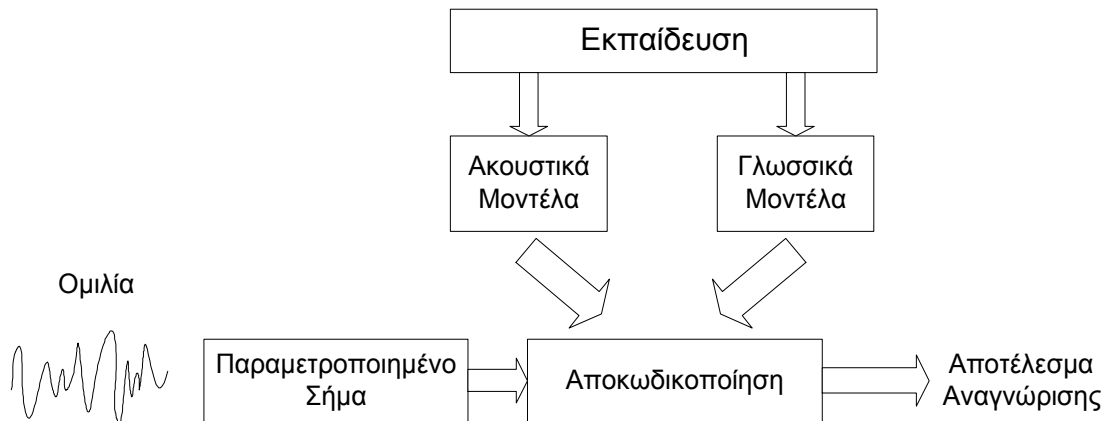 Εκπαίδευση
Ακουστικά
Μοντέλα
Γλωσσικά
Μοντέλα
Ομιλία
Παραμετροποιημένο
Σήμα
Αποκωδικοποίηση
Αποτέλεσμα
Αναγνώρισης